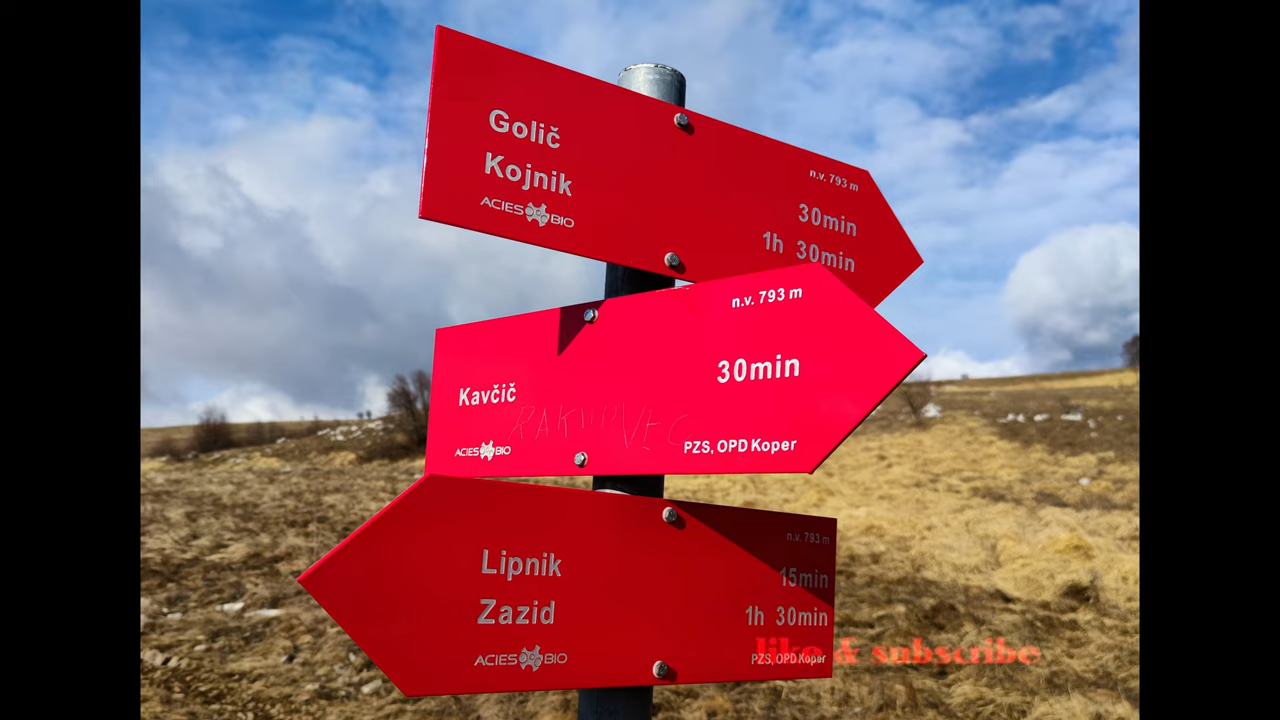 Golič
Kojnik
ACIES BIO
n.v. 793 m
30min
1h 30min
n.v. 793 m
30min
Kavčič
RAKITOVEC
ACIES BIO
PZS, OPD Koper
n.v. 793 m
Lipnik
15min
Zazid
1h 30min
ACIES BIO
PZS, OPD Koper
like & subscribe